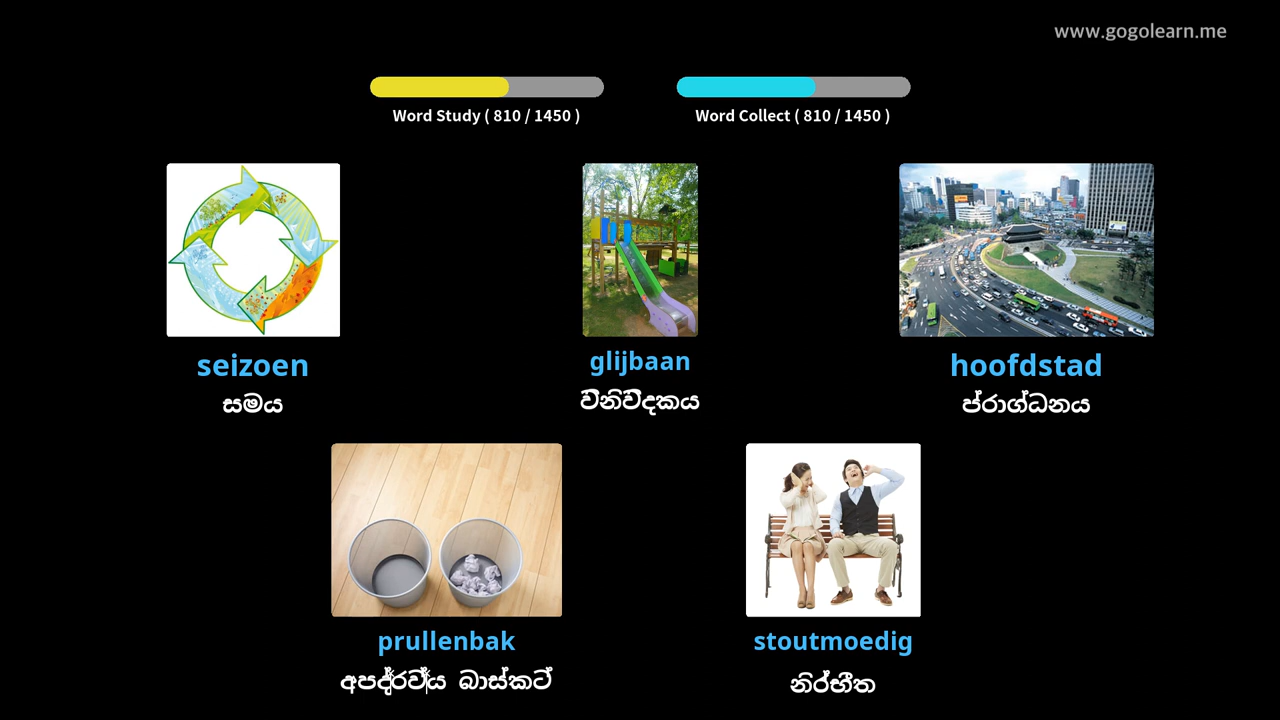 www.gogolearn.me
Word Study ( 810 / 1450 )
Word Collect ( 810 / 1450 )
seizoen
සමය
glijbaan
විනිවිදකය
hoofdstad
ප්රාග්ධනය
prullenbak
අපද්රව්ය බාස්කට්
stoutmoedig
නිර්භීත